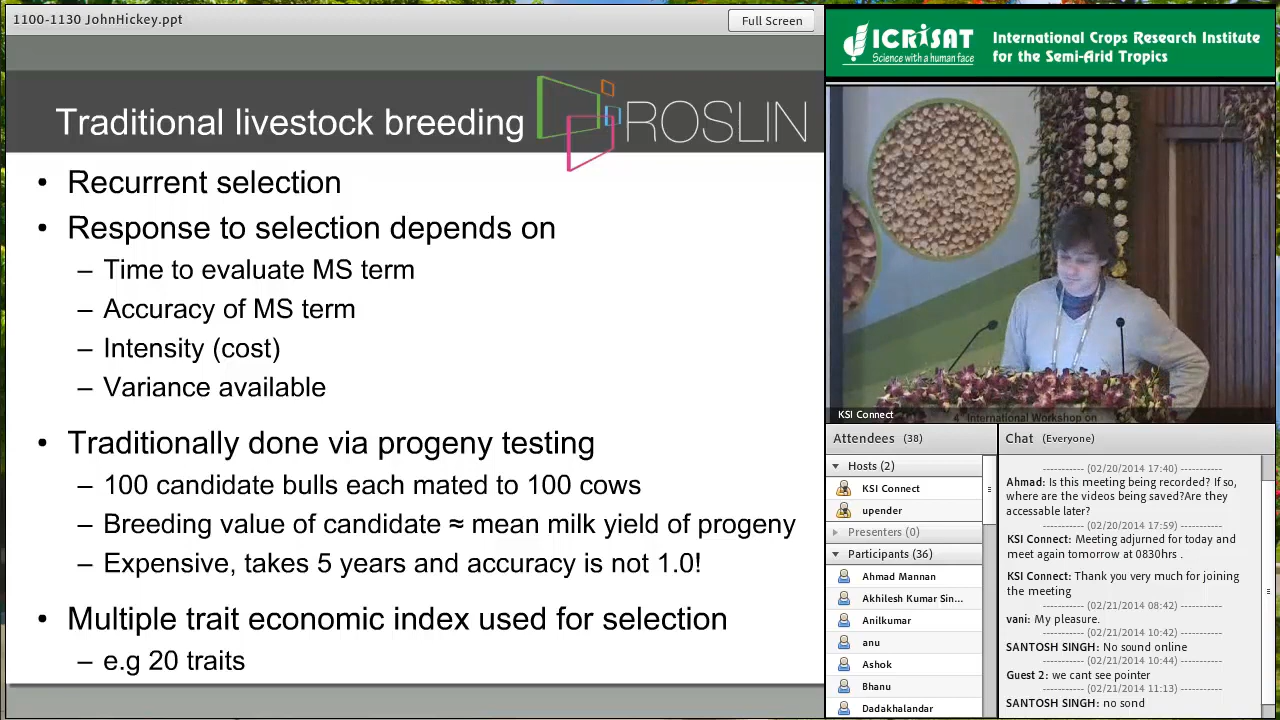 1100-1130 JohnHickey.ppt
Full Screen
Traditional livestock breeding
ROSLIN
• Recurrent selection
• Response to selection depends on
– Time to evaluate MS term
– Accuracy of MS term
– Intensity (cost)
– Variance available
• Traditionally done via progeny testing
– 100 candidate bulls each mated to 100 cows
– Breeding value of candidate ≈ mean milk yield of progeny
– Expensive, takes 5 years and accuracy is not 1.0!
• Multiple trait economic index used for selection
– e.g 20 traits
ICRISAT
Science with a human face
International Crops Research Institute
for the Semi-Arid Tropics
4 International Workshop on
KSI Connect
Attendees (38)
Hosts (2)
KSI Connect
upender
Presenters (0)
Participants (36)
Ahmad Mannan
Akhilesh Kumar Sin...
Anilkumar
anu
Ashok
Bhanu
Dadakhalandar
Chat (Everyone)
----------- (02/20/2014 17:40) -----------
Ahmad: Is this meeting being recorded? If so,
where are the videos being saved?Are they
accessable later?
----------- (02/20/2014 17:59) -----------
KSI Connect: Meeting adjurned for today and
meet again tomorrow at 0830hrs .
KSI Connect: Thank you very much for joining
the meeting
----------- (02/21/2014 08:42) -----------
vani: My pleasure.
----------- (02/21/2014 10:42) -----------
SANTOSH SINGH: No sound online
----------- (02/21/2014 10:44) -----------
Guest 2: we cant see pointer
----------- (02/21/2014 11:13) -----------
SANTOSH SINGH: no sond